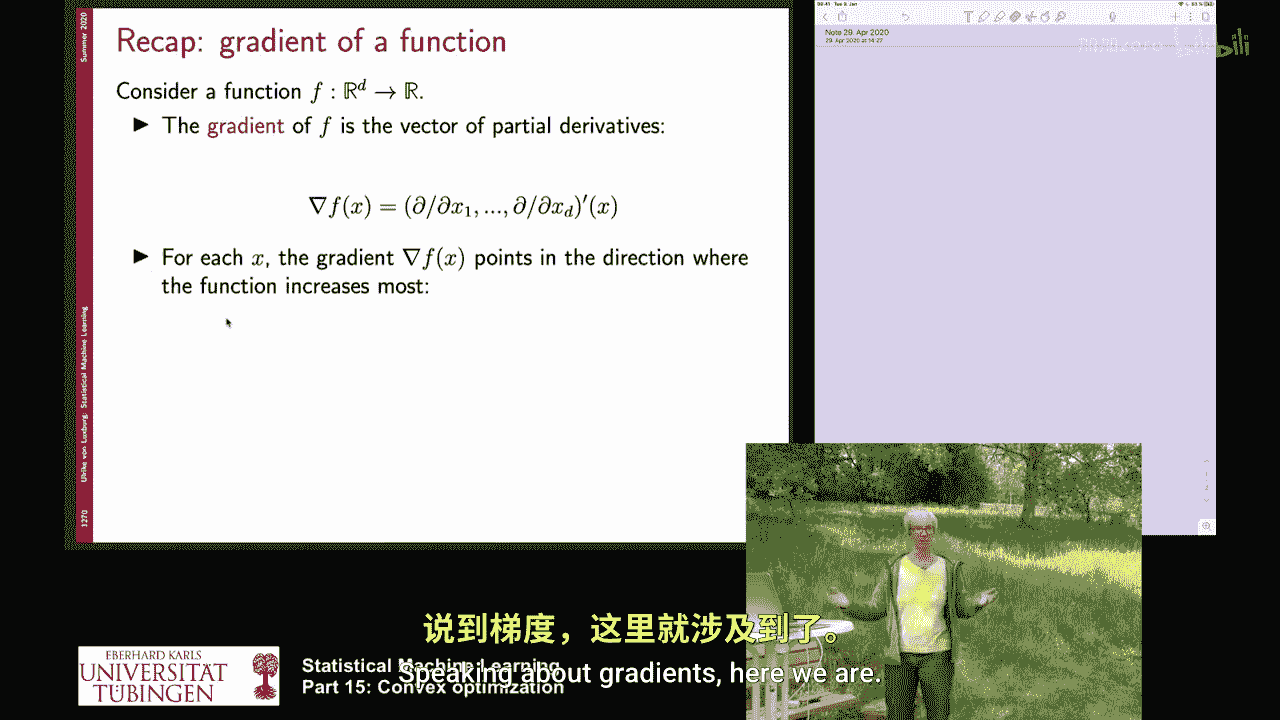 Summer 2020
Recap: gradient of a function
Consider a function f : ℝᵈ → ℝ.
► The gradient of f is the vector of partial derivatives:
∇f(x) = (∂/∂x₁, ..., ∂/∂x_d)′(x)
► For each x, the gradient ∇f(x) points in the direction where
the function increases most:
Ulrike von Luxburg: Statistical Machine Learning
1270
Note 29. Apr 2020
29. Apr 2020 at 14:27
说到梯度，这里就涉及到了。
Speaking about gradients, here we are.
EBERHARD KARLS
UNIVERSITÄT
TÜBINGEN
Statistical Machine Learning
Part 15: Convex optimization